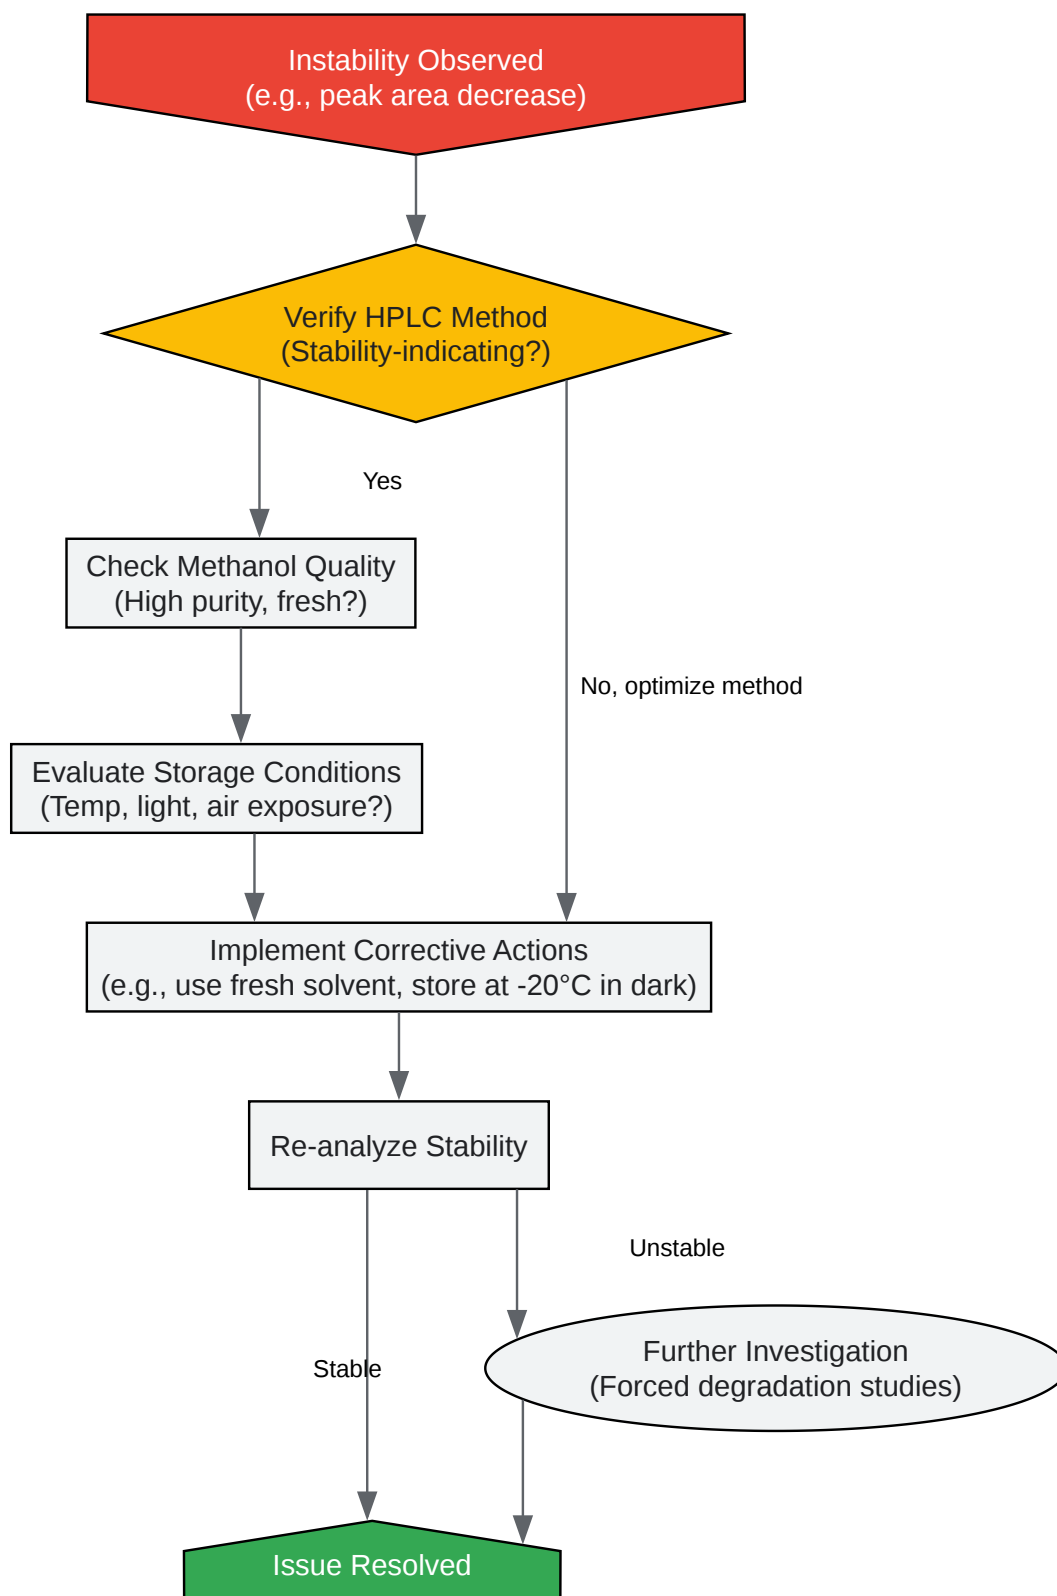 Instability Observed
(e.g., peak area decrease)
Verify HPLC Method
(Stability-indicating?)
Yes
Check Methanol Quality
(High purity, fresh?)
No, optimize method
Evaluate Storage Conditions
(Temp, light, air exposure?)
Implement Corrective Actions
(e.g., use fresh solvent, store at -20°C in dark)
Re-analyze Stability
Unstable
Further Investigation
(Forced degradation studies)
Stable
Issue Resolved